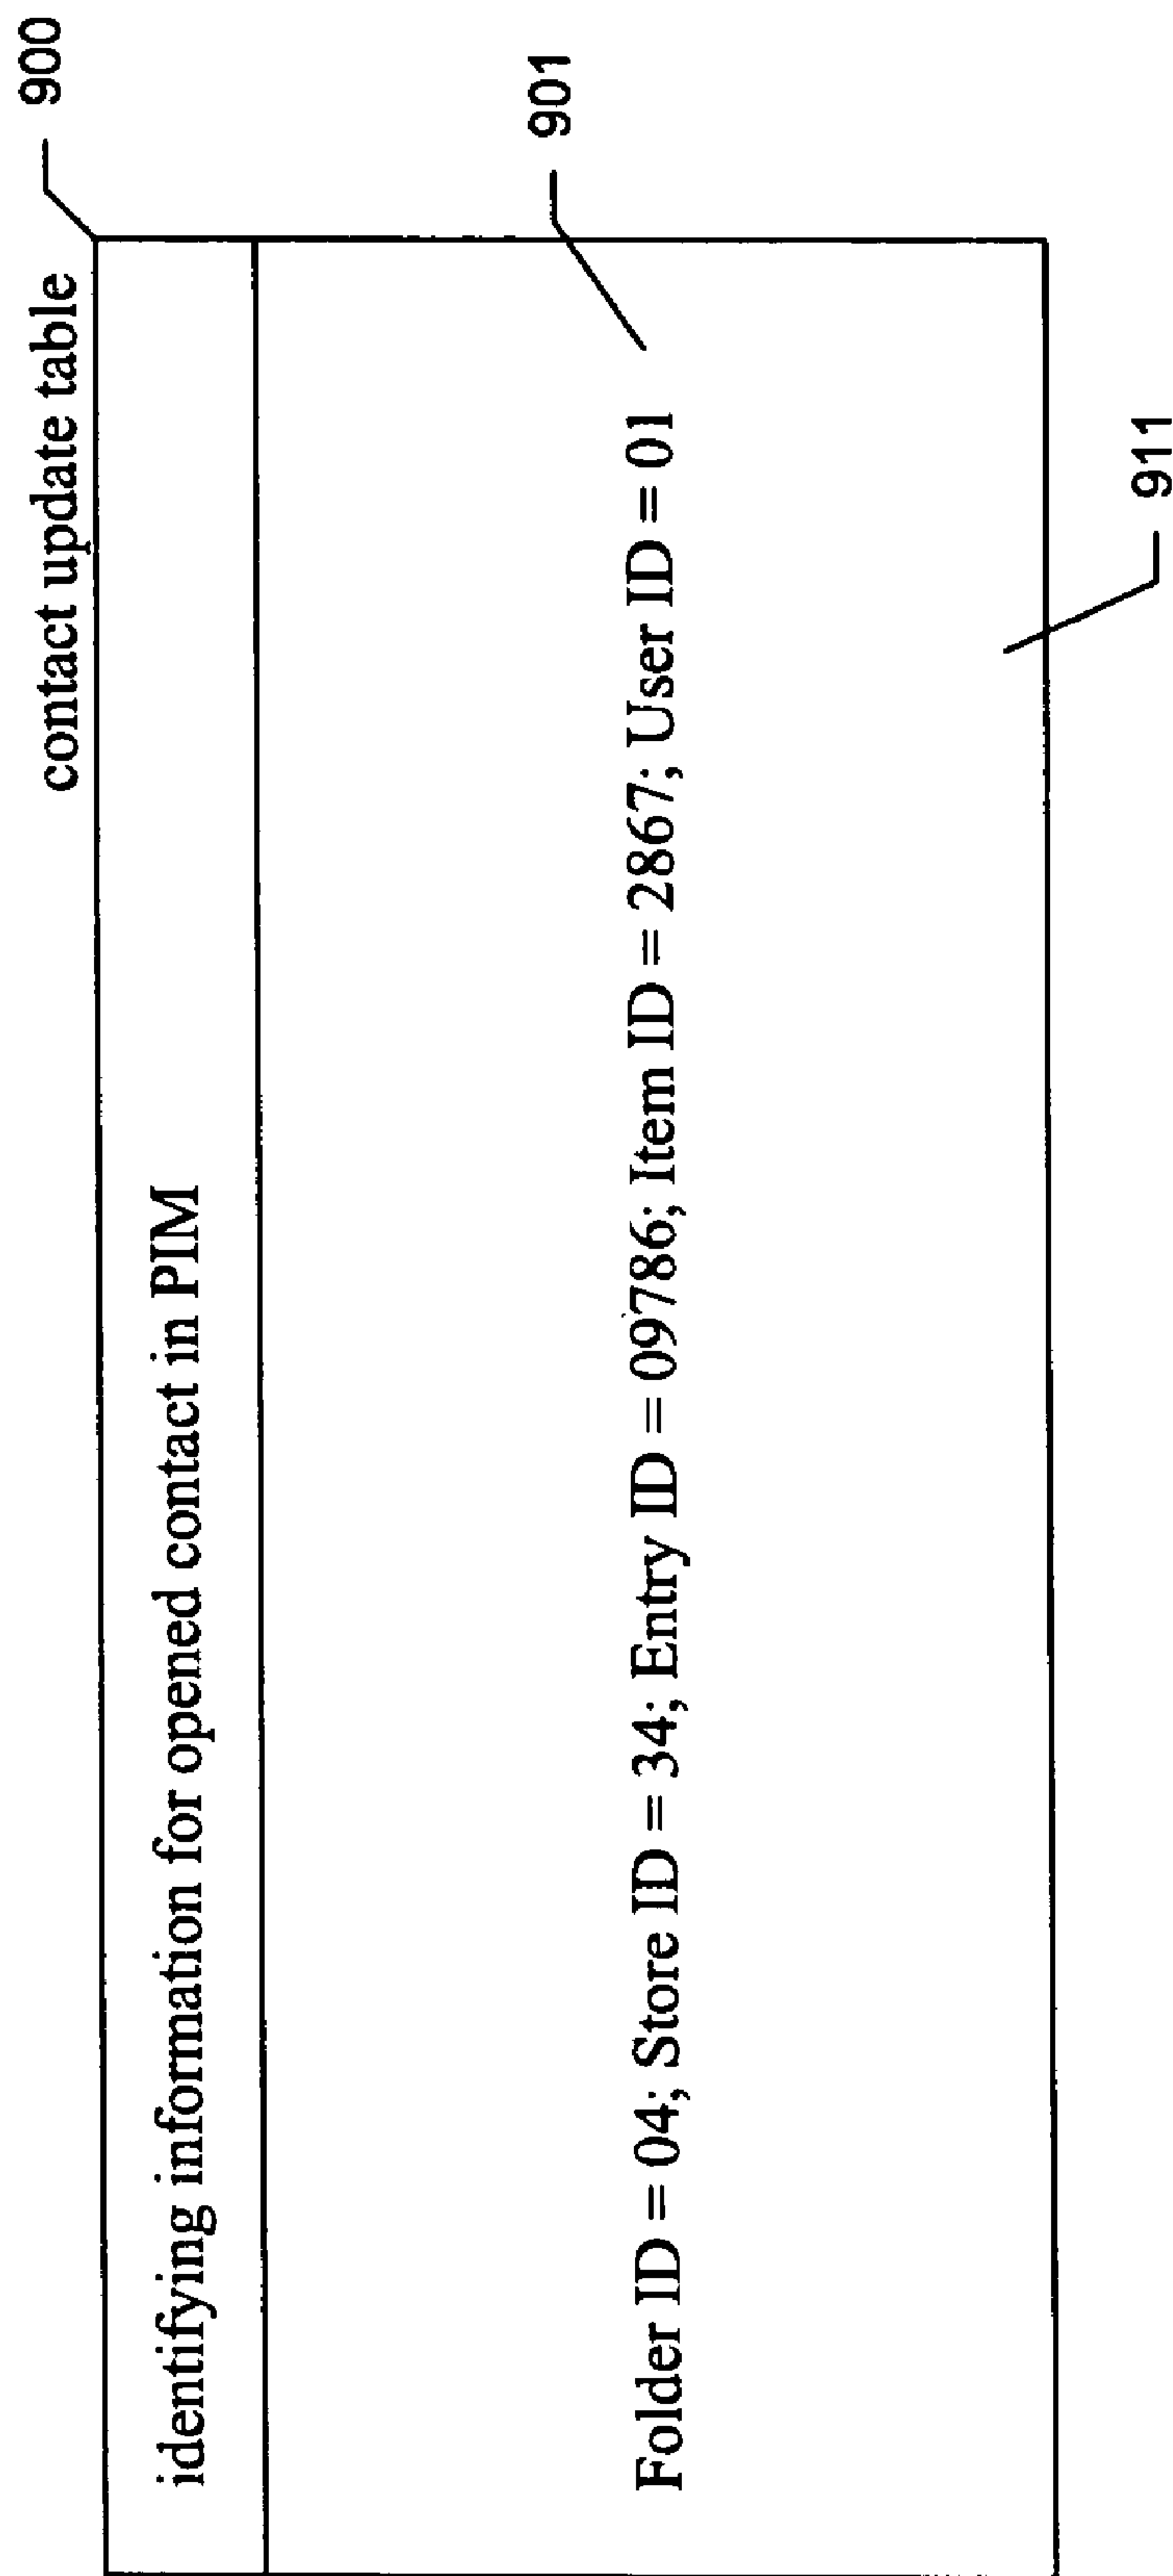 900
contact update table
identifying information for opened contact in PIM
901
Folder ID = 04; Store ID = 34; Entry ID = 09786; Item ID = 2867; User ID = 01
911